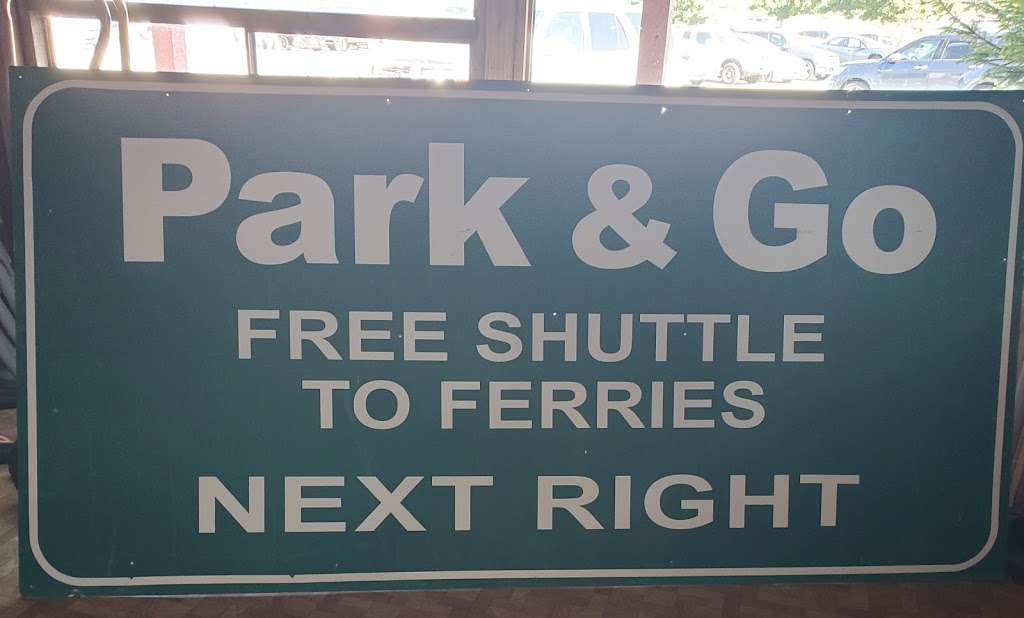 Park & Go
FREE SHUTTLE
TO FERRIES
NEXT RIGHT